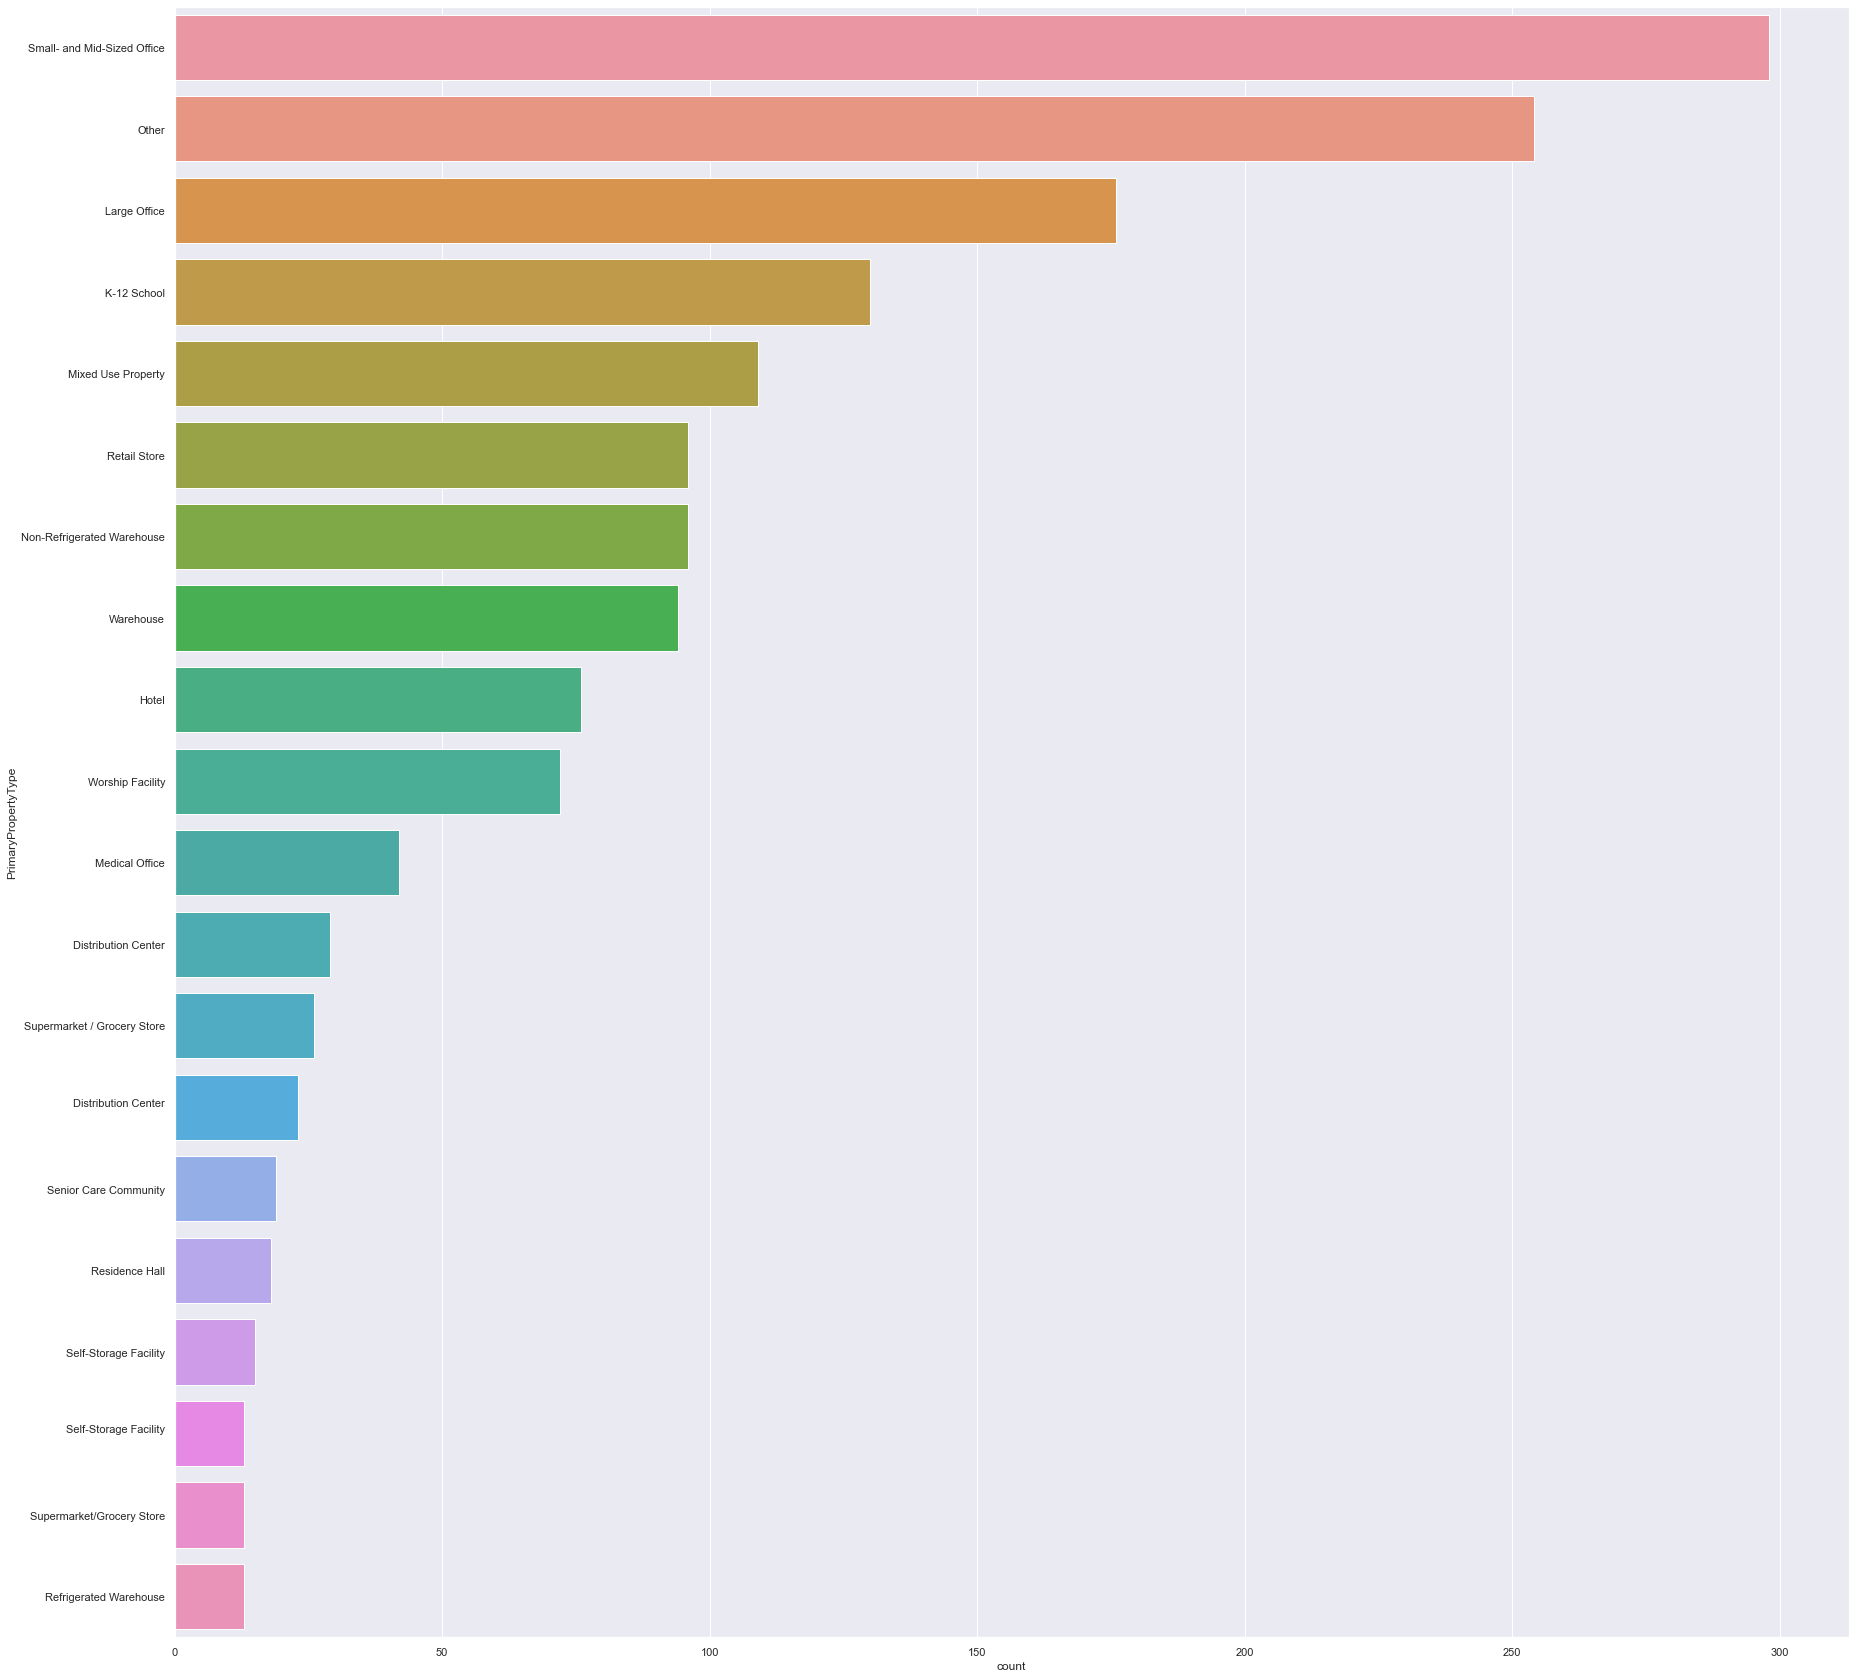 Small- and Mid-Sized Office
Other
Large Office
K-12 School
Mixed Use Property
Retail Store
Non-Refrigerated Warehouse
Warehouse
Hotel
Worship Facility
Medical Office
Distribution Center
Supermarket / Grocery Store
Distribution Center
Senior Care Community
Residence Hall
Self-Storage Facility
Self-Storage Facility
Supermarket/Grocery Store
Refrigerated Warehouse
PrimaryPropertyType
0 50 100 150 200 250 300
count